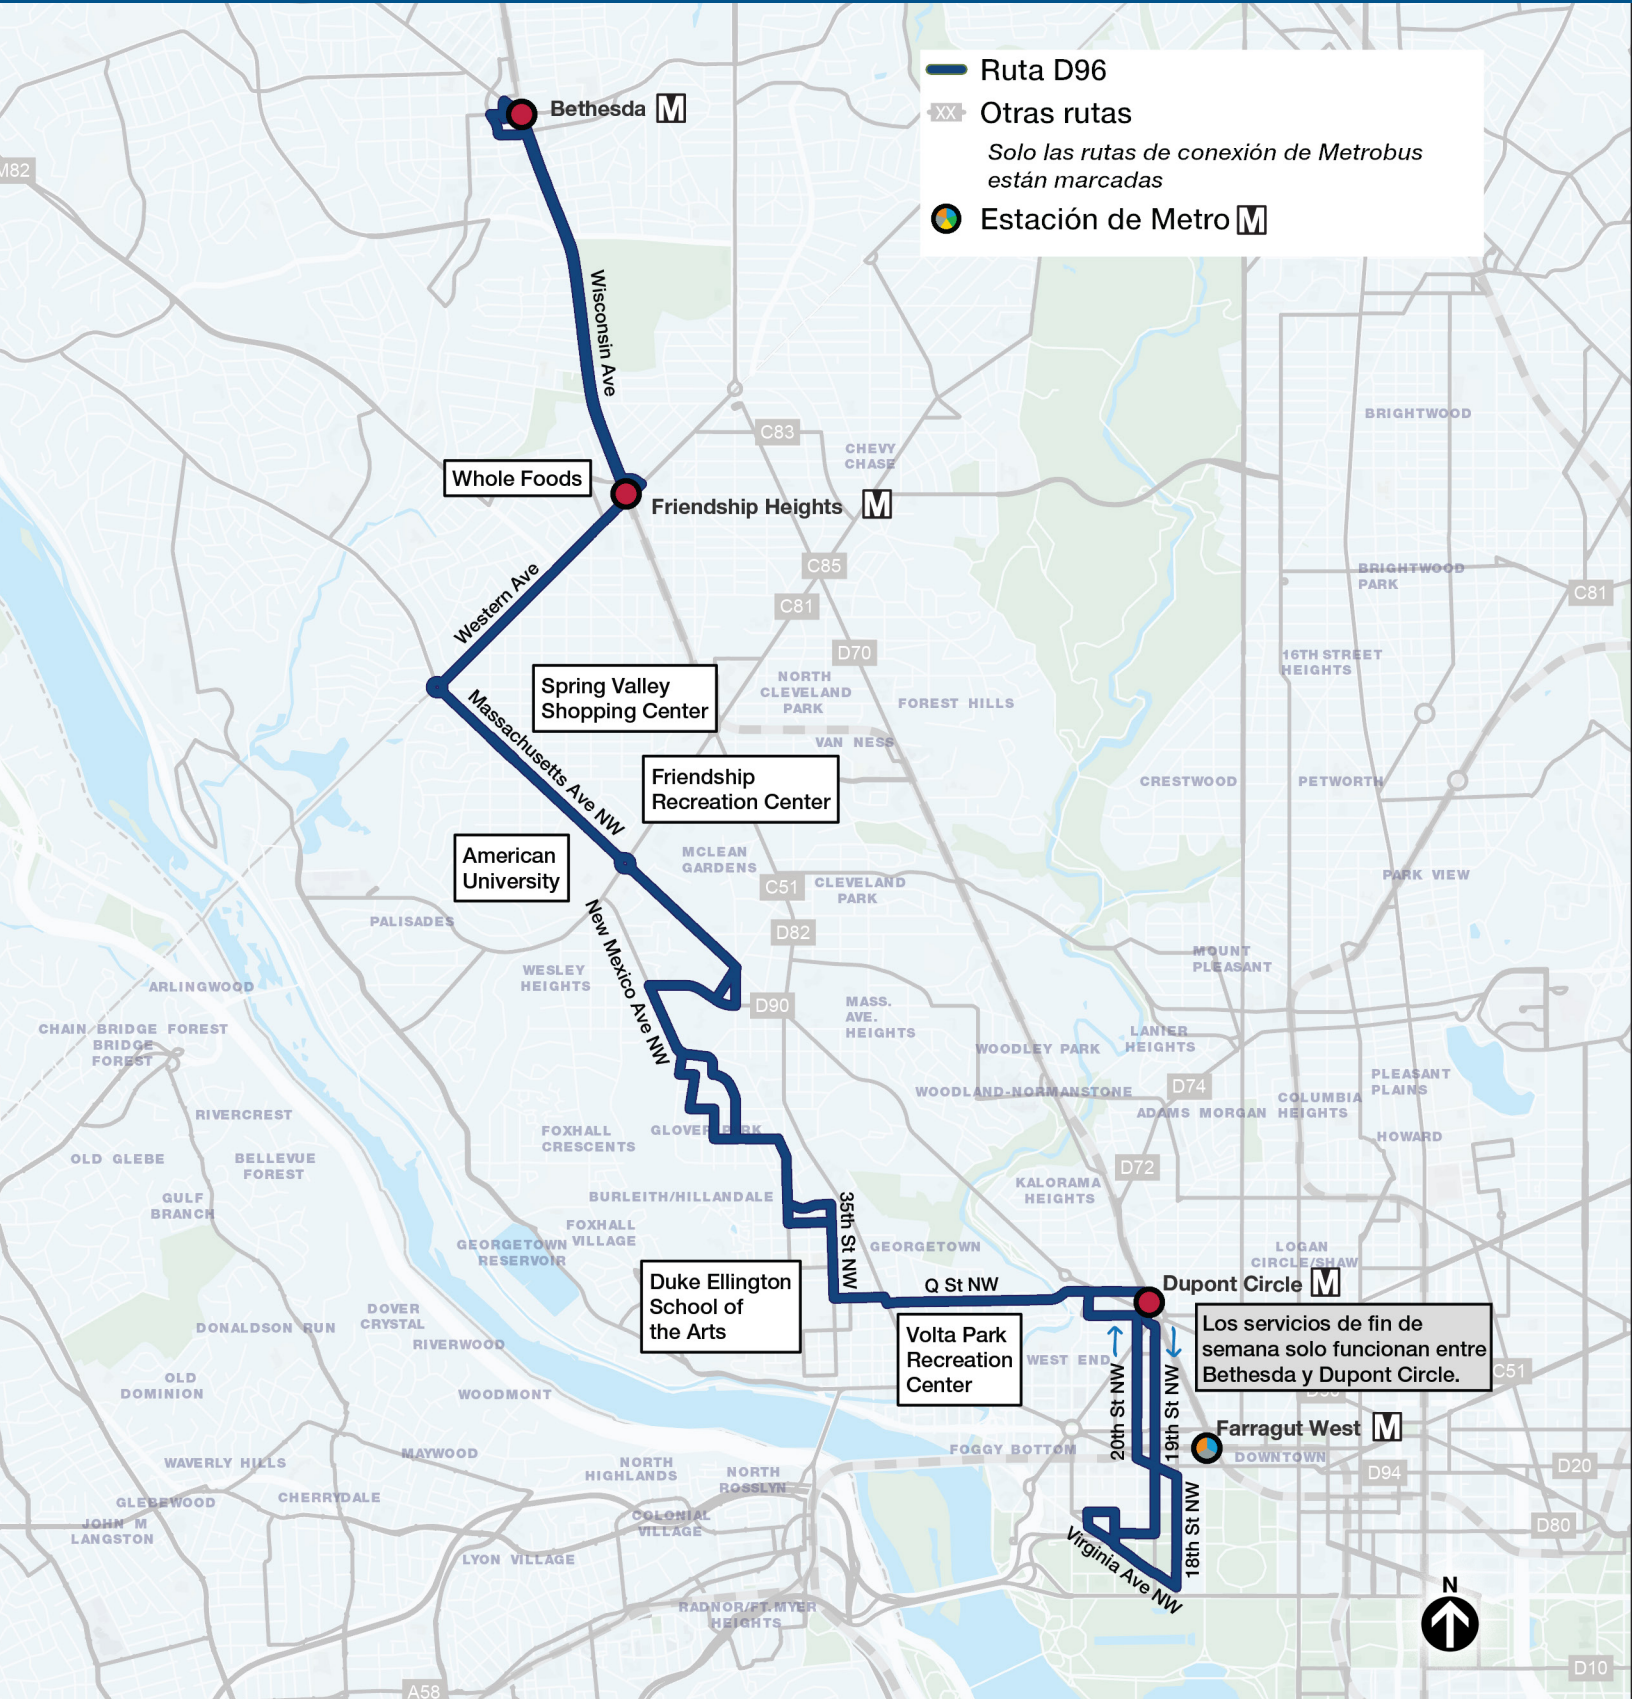 Ruta D96
XX
Otras rutas
Solo las rutas de conexión de Metrobus
están marcadas
Estación de Metro M
Bethesda M
M82
Wisconsin Ave
BRIGHTWOOD
C83
CHEVY
CHASE
Whole Foods
Friendship Heights M
C85
BRIGHTWOOD
PARK
C81
C81
Western Ave
D70
16TH STREET
HEIGHTS
Spring Valley
Shopping Center
NORTH
CLEVELAND
PARK
FOREST HILLS
Massachusetts Ave NW
VAN NESS
Friendship
Recreation Center
CRESTWOOD
PETWORTH
American
University
MCLEAN
GARDENS
C51
CLEVELAND
PARK
PARK VIEW
PALISADES
New Mexico Ave NW
D82
MOUNT
PLEASANT
WESLEY
HEIGHTS
ARLINGWOOD
D90
MASS.
AVE.
HEIGHTS
CHAIN BRIDGE FOREST
BRIDGE
FOREST
LANIER
HEIGHTS
WOODLEY PARK
WOODLAND-NORMANSTONE
D74
PLEASANT
PLAINS
COLUMBIA
HEIGHTS
ADAMS MORGAN
RIVERCREST
FOXHALL
CRESCENTS
GLOVER PARK
HOWARD
OLD GLEBE
BELLEVUE
FOREST
D72
GULF
BRANCH
BURLEITH/HILLANDALE
KALORAMA
HEIGHTS
35th St NW
FOXHALL
VILLAGE
GEORGETOWN
RESERVOIR
GEORGETOWN
LOGAN
CIRCLE/SHAW
Duke Ellington
School of
the Arts
Q St NW
Dupont Circle M
DOVER
CRYSTAL
DONALDSON RUN
RIVERWOOD
Volta Park
Recreation
Center
WEST END
Los servicios de fin de
semana solo funcionan entre
Bethesda y Dupont Circle.
C51
OLD
DOMINION
WOODMONT
20th St NW
19th St NW
Farragut West M
FOGGY BOTTOM
DOWNTOWN
MAYWOOD
WAVERLY HILLS
NORTH
HIGHLANDS
NORTH
ROSSLYN
D94
D20
GLEBEWOOD
CHERRYDALE
COLONIAL
VILLAGE
JOHN M
LANGSTON
D80
18th St NW
Virginia Ave NW
LYON VILLAGE
RADNOR/FT.MYER
HEIGHTS
N
D10
A58